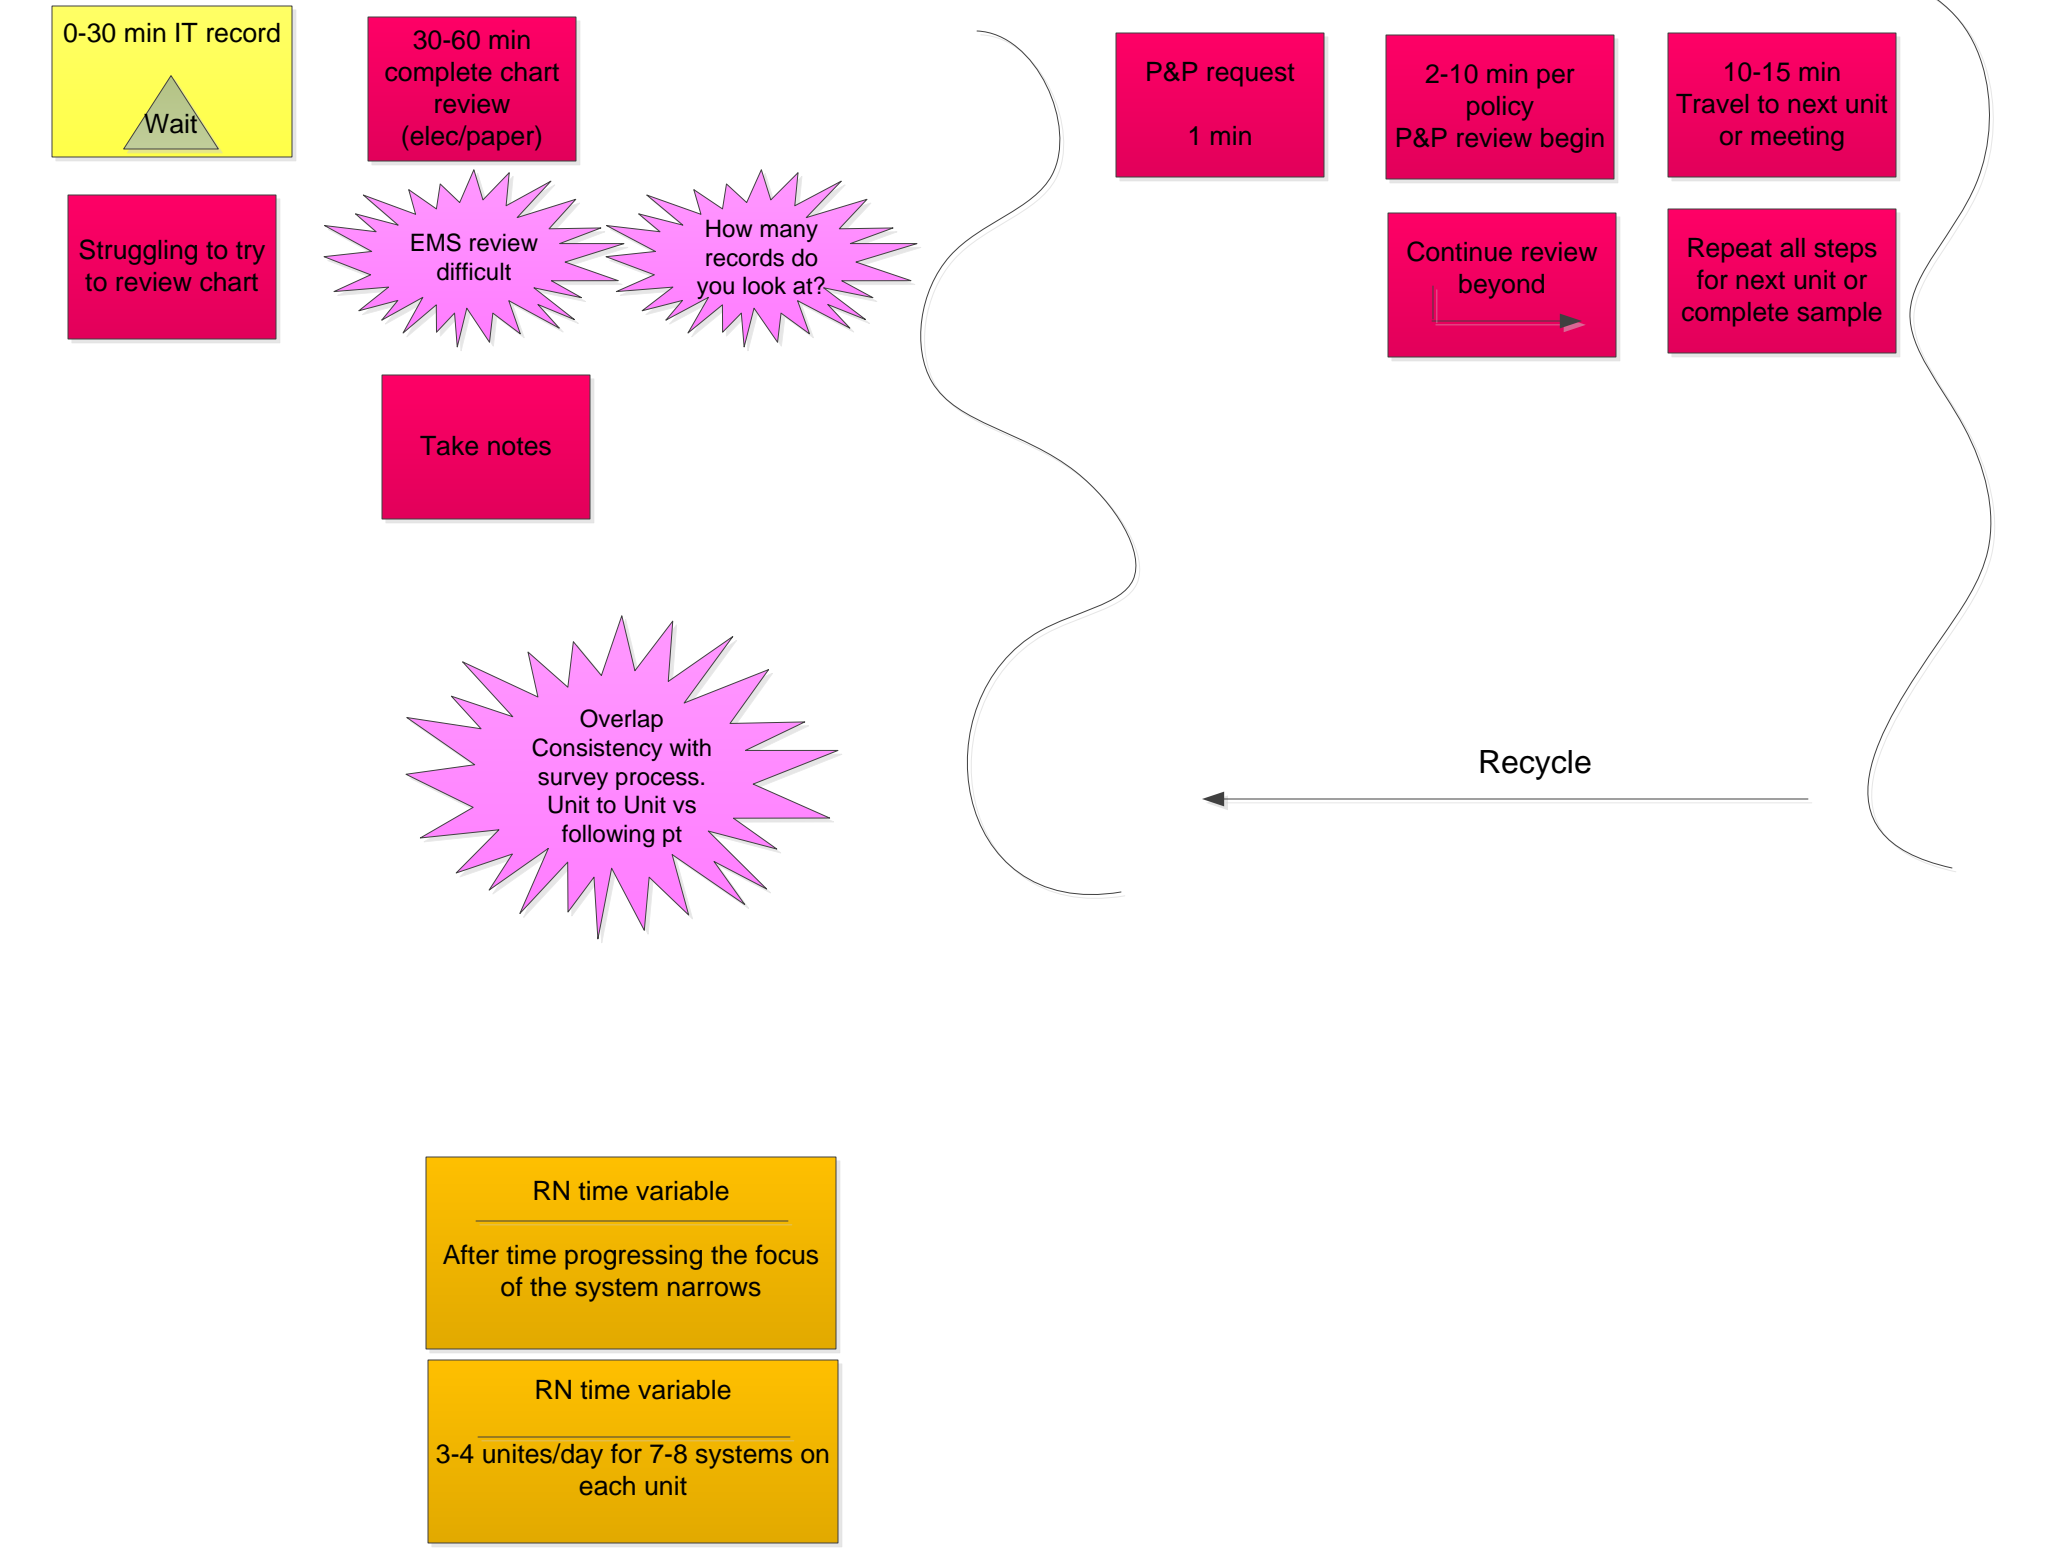 0-30 min IT record
Wait
30-60 min
complete chart
review
(elec/paper)
P&P request
1 min
2-10 min per
policy
P&P review begin
10-15 min
Travel to next unit
or meeting
Struggling to try
to review chart
EMS review
difficult
How many
records do
you look at?
Continue review
beyond
Repeat all steps
for next unit or
complete sample
Take notes
Overlap
Consistency with
survey process.
Unit to Unit vs
following pt
Recycle
RN time variable
After time progressing the focus
of the system narrows
RN time variable
3-4 unites/day for 7-8 systems on
each unit